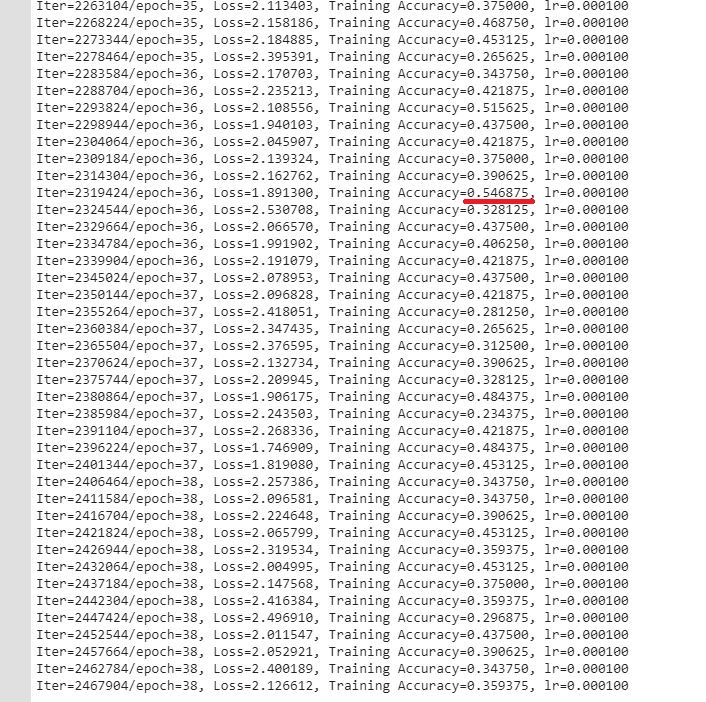 Iter=2263104/epoch=35, Loss=2.113403, Training Accuracy=0.375000, lr=0.000100
Iter=2268224/epoch=35, Loss=2.158186, Training Accuracy=0.468750, lr=0.000100
Iter=2273344/epoch=35, Loss=2.184885, Training Accuracy=0.453125, lr=0.000100
Iter=2278464/epoch=35, Loss=2.395391, Training Accuracy=0.265625, lr=0.000100
Iter=2283584/epoch=36, Loss=2.170703, Training Accuracy=0.343750, lr=0.000100
Iter=2288704/epoch=36, Loss=2.235213, Training Accuracy=0.421875, lr=0.000100
Iter=2293824/epoch=36, Loss=2.108556, Training Accuracy=0.515625, lr=0.000100
Iter=2298944/epoch=36, Loss=1.940103, Training Accuracy=0.437500, lr=0.000100
Iter=2304064/epoch=36, Loss=2.045907, Training Accuracy=0.421875, lr=0.000100
Iter=2309184/epoch=36, Loss=2.139324, Training Accuracy=0.375000, lr=0.000100
Iter=2314304/epoch=36, Loss=2.162762, Training Accuracy=0.390625, lr=0.000100
Iter=2319424/epoch=36, Loss=1.891300, Training Accuracy=0.546875, lr=0.000100
Iter=2324544/epoch=36, Loss=2.530708, Training Accuracy=0.328125, lr=0.000100
Iter=2329664/epoch=36, Loss=2.066570, Training Accuracy=0.437500, lr=0.000100
Iter=2334784/epoch=36, Loss=1.991902, Training Accuracy=0.406250, lr=0.000100
Iter=2339904/epoch=36, Loss=2.191079, Training Accuracy=0.421875, lr=0.000100
Iter=2345024/epoch=37, Loss=2.078953, Training Accuracy=0.437500, lr=0.000100
Iter=2350144/epoch=37, Loss=2.096828, Training Accuracy=0.421875, lr=0.000100
Iter=2355264/epoch=37, Loss=2.418051, Training Accuracy=0.281250, lr=0.000100
Iter=2360384/epoch=37, Loss=2.347435, Training Accuracy=0.265625, lr=0.000100
Iter=2365504/epoch=37, Loss=2.376595, Training Accuracy=0.312500, lr=0.000100
Iter=2370624/epoch=37, Loss=2.132734, Training Accuracy=0.390625, lr=0.000100
Iter=2375744/epoch=37, Loss=2.209945, Training Accuracy=0.328125, lr=0.000100
Iter=2380864/epoch=37, Loss=1.906175, Training Accuracy=0.484375, lr=0.000100
Iter=2385984/epoch=37, Loss=2.243503, Training Accuracy=0.234375, lr=0.000100
Iter=2391104/epoch=37, Loss=2.268336, Training Accuracy=0.421875, lr=0.000100
Iter=2396224/epoch=37, Loss=1.746909, Training Accuracy=0.484375, lr=0.000100
Iter=2401344/epoch=37, Loss=1.819080, Training Accuracy=0.453125, lr=0.000100
Iter=2406464/epoch=38, Loss=2.257386, Training Accuracy=0.343750, lr=0.000100
Iter=2411584/epoch=38, Loss=2.096581, Training Accuracy=0.343750, lr=0.000100
Iter=2416704/epoch=38, Loss=2.224648, Training Accuracy=0.390625, lr=0.000100
Iter=2421824/epoch=38, Loss=2.065799, Training Accuracy=0.453125, lr=0.000100
Iter=2426944/epoch=38, Loss=2.319534, Training Accuracy=0.359375, lr=0.000100
Iter=2432064/epoch=38, Loss=2.004995, Training Accuracy=0.453125, lr=0.000100
Iter=2437184/epoch=38, Loss=2.147568, Training Accuracy=0.375000, lr=0.000100
Iter=2442304/epoch=38, Loss=2.416384, Training Accuracy=0.359375, lr=0.000100
Iter=2447424/epoch=38, Loss=2.496910, Training Accuracy=0.296875, lr=0.000100
Iter=2452544/epoch=38, Loss=2.011547, Training Accuracy=0.437500, lr=0.000100
Iter=2457664/epoch=38, Loss=2.052921, Training Accuracy=0.390625, lr=0.000100
Iter=2462784/epoch=38, Loss=2.400189, Training Accuracy=0.343750, lr=0.000100
Iter=2467904/epoch=38, Loss=2.126612, Training Accuracy=0.359375, lr=0.000100